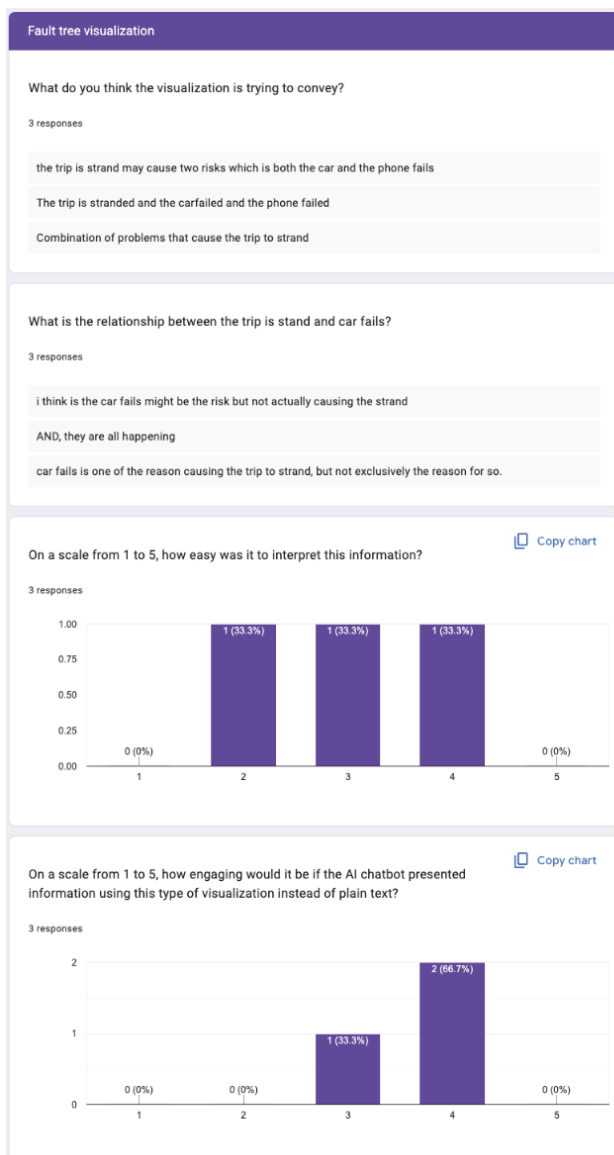 Fault tree visualization
What do you think the visualization is trying to convey?
3 responses
the trip is strand may cause two risks which is both the car and the phone fails
The trip is stranded and the carfailed and the phone failed
Combination of problems that cause the trip to strand
What is the relationship between the trip is stand and car fails?
3 responses
i think is the car fails might be the risk but not actually causing the strand
AND, they are all happening
car fails is one of the reason causing the trip to strand, but not exclusively the reason for so.
Copy chart
On a scale from 1 to 5, how easy was it to interpret this information?
3 responses
1.00
0.75
0.50
0.25
0.00
0 (0%)
1 (33.3%)
1 (33.3%)
1 (33.3%)
0 (0%)
1 2 3 4 5
Copy chart
On a scale from 1 to 5, how engaging would it be if the AI chatbot presented
information using this type of visualization instead of plain text?
3 responses
2
1
0
0 (0%)
0 (0%)
1 (33.3%)
2 (66.7%)
0 (0%)
1 2 3 4 5